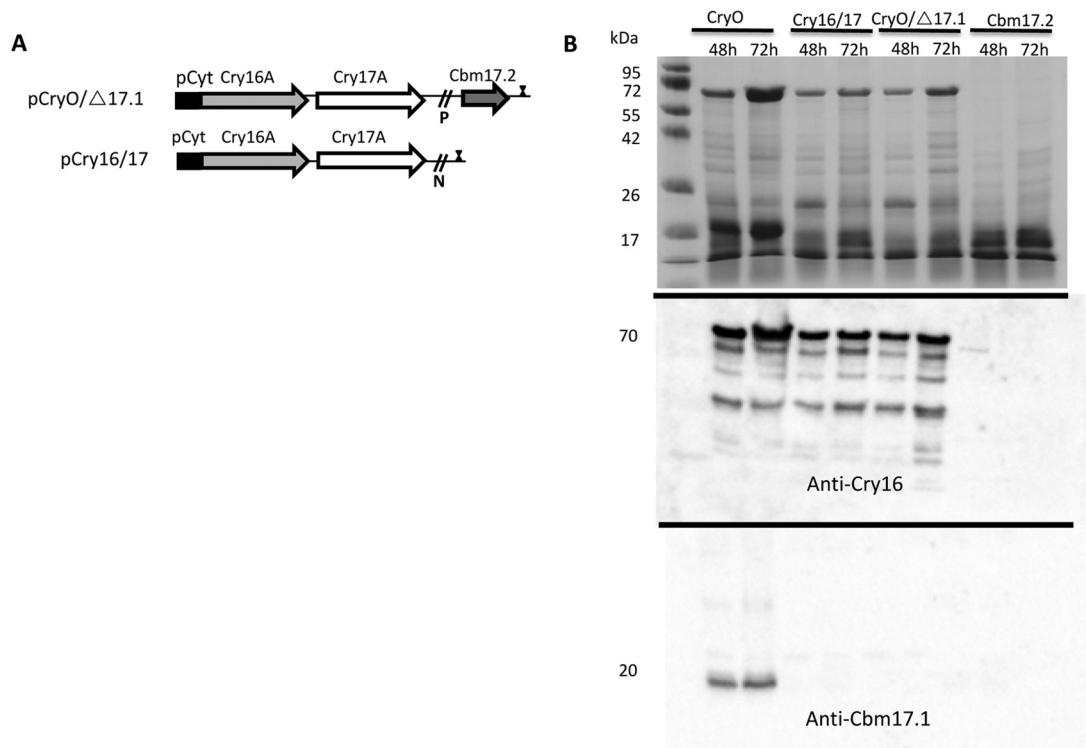 A
pCyt Cry16A Cry17A Cbm17.2
pCryO/△17.1
P
pCyt Cry16A Cry17A
pCry16/17
N
B
kDa
CryO Cry16/17 CryO/△17.1 Cbm17.2
48h 72h 48h 72h 48h 72h 48h 72h
95
72
55
42
26
17
70
Anti-Cry16
20
Anti-Cbm17.1